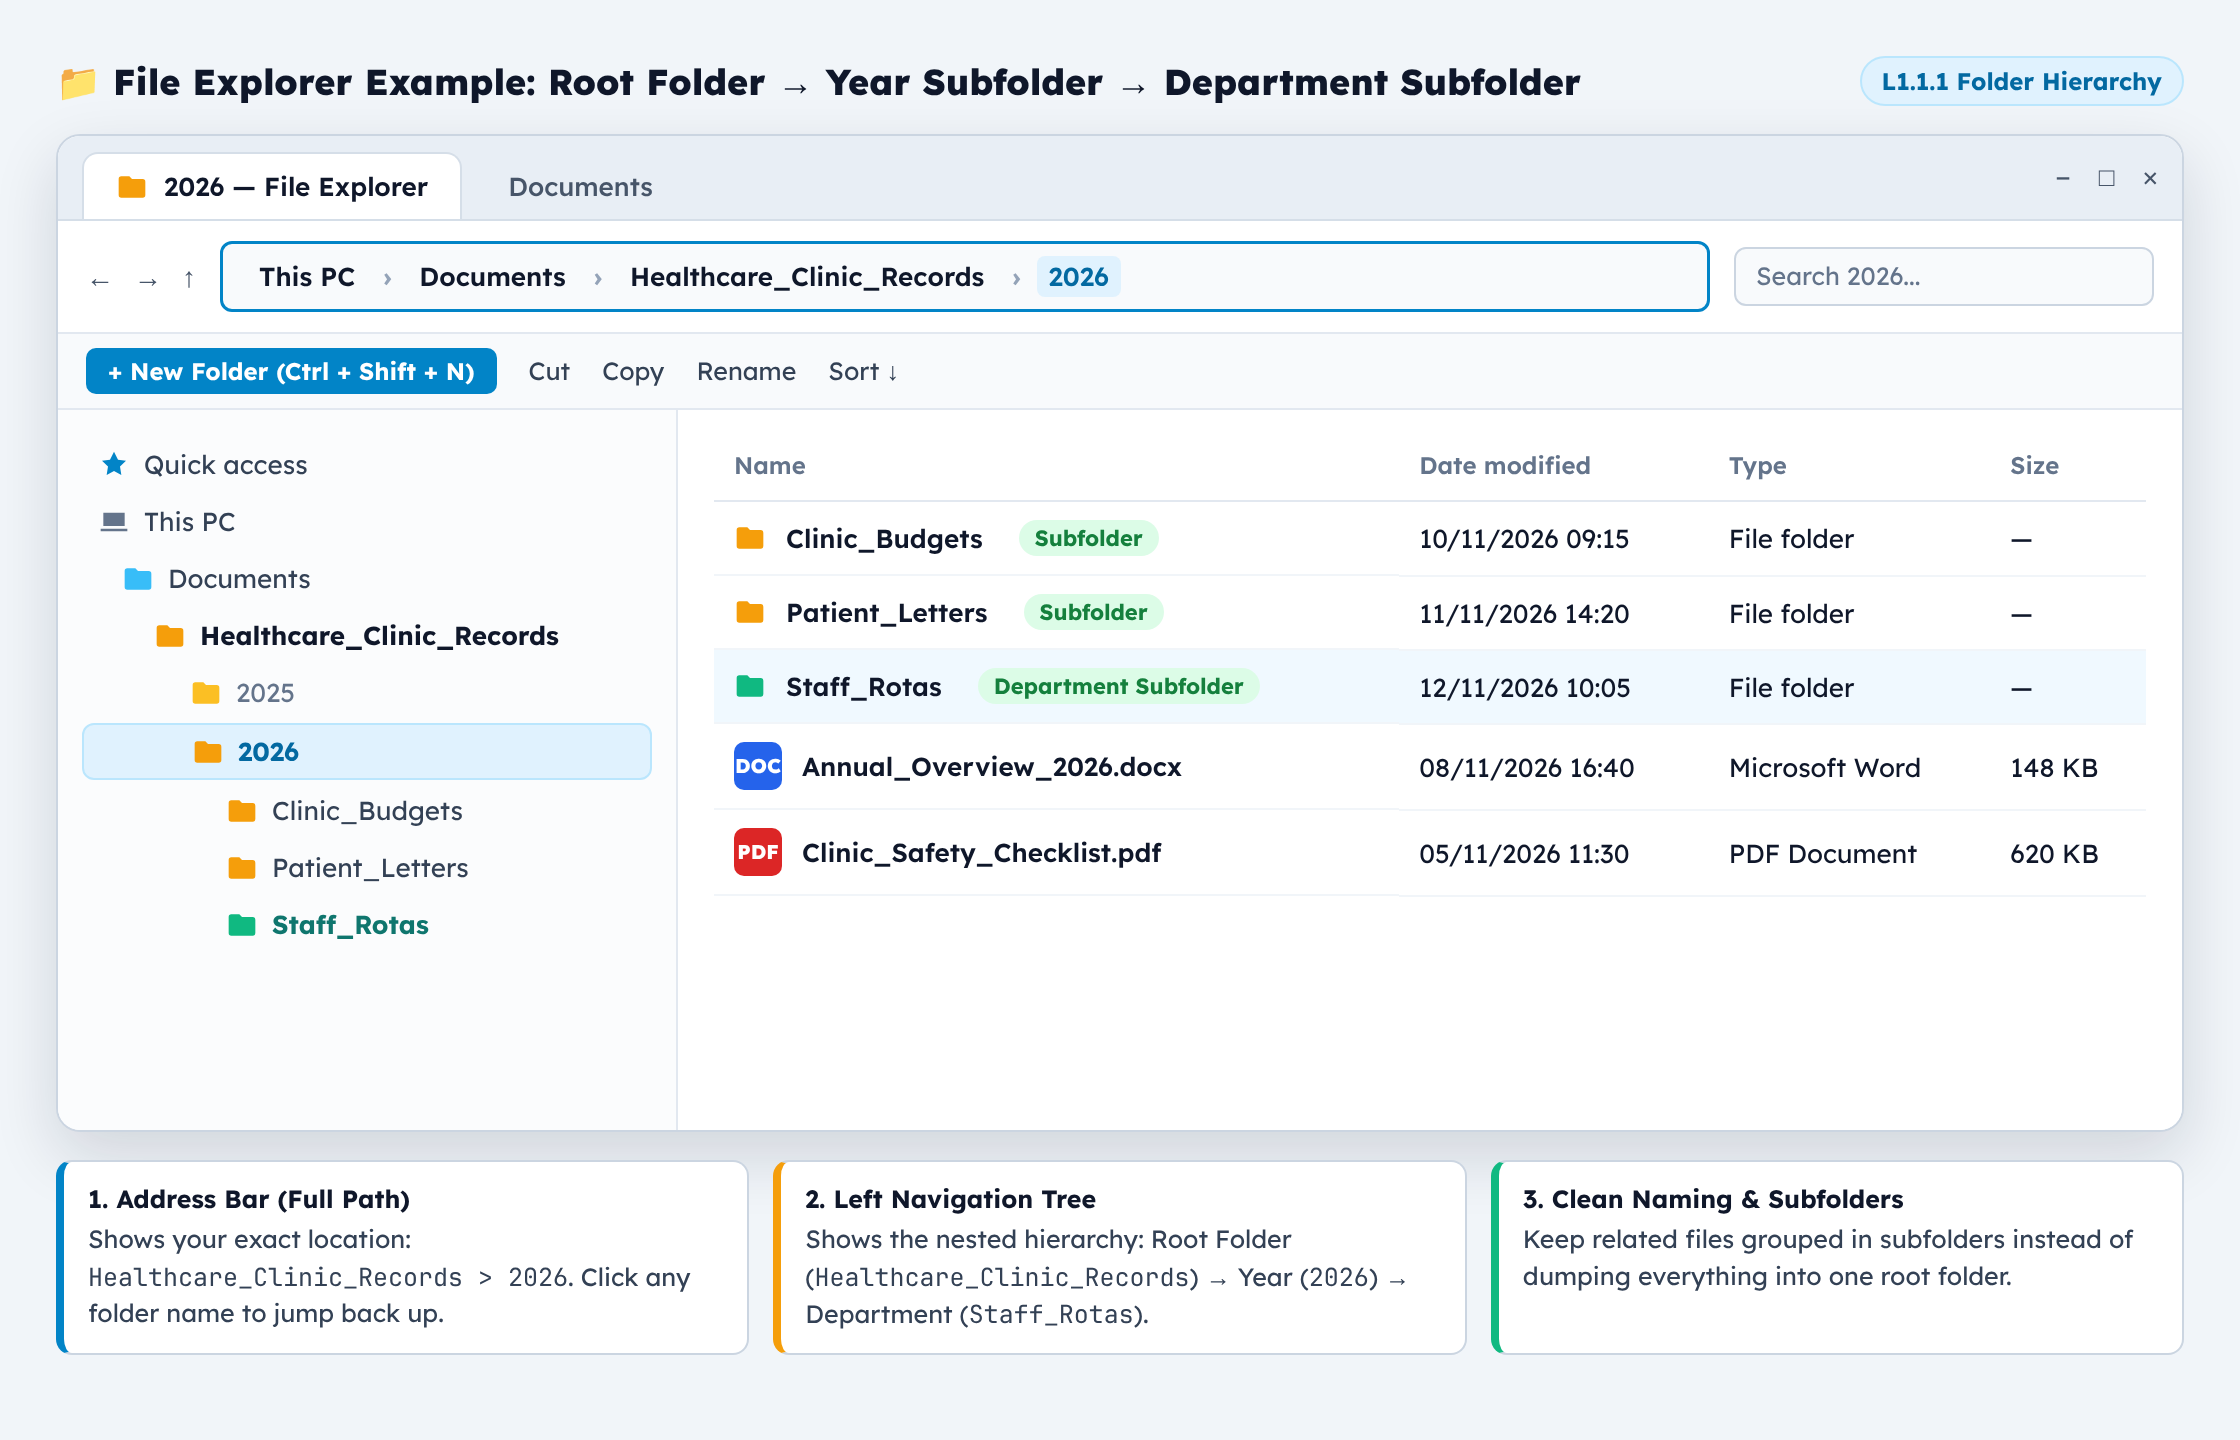 📁 File Explorer Example: Root Folder → Year Subfolder → Department Subfolder
L1.1.1 Folder Hierarchy
2026 — File Explorer
Documents
− □ ×
← → ↑
This PC › Documents › Healthcare_Clinic_Records › 2026
Search 2026...
+ New Folder (Ctrl + Shift + N)
Cut
Copy
Rename
Sort ↓
Quick access
This PC
Documents
Healthcare_Clinic_Records
2025
2026
Clinic_Budgets
Patient_Letters
Staff_Rotas
Name Date modified Type Size
Clinic_Budgets Subfolder 10/11/2026 09:15 File folder —
Patient_Letters Subfolder 11/11/2026 14:20 File folder —
Staff_Rotas Department Subfolder 12/11/2026 10:05 File folder —
DOC Annual_Overview_2026.docx 08/11/2026 16:40 Microsoft Word 148 KB
PDF Clinic_Safety_Checklist.pdf 05/11/2026 11:30 PDF Document 620 KB
1. Address Bar (Full Path)
Shows your exact location:
Healthcare_Clinic_Records > 2026. Click any
folder name to jump back up.
2. Left Navigation Tree
Shows the nested hierarchy: Root Folder
(Healthcare_Clinic_Records) → Year (2026) →
Department (Staff_Rotas).
3. Clean Naming & Subfolders
Keep related files grouped in subfolders instead of
dumping everything into one root folder.